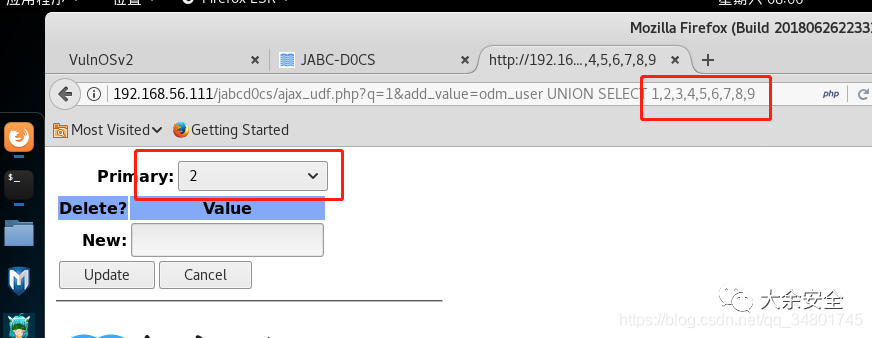 应用程序
位置
Firefox ESR
星期六 08:06
Mozilla Firefox (Build 2018062622333
VulnOSv2 × JABC-D0CS × http://192.16...,4,5,6,7,8,9 × +
192.168.56.111/jabcd0cs/ajax_udf.php?q=1&add_value=odm_user UNION SELECT 1,2,3,4,5,6,7,8,9 php
Most Visited Getting Started
Primary: 2
Delete? Value
New:
Update Cancel
大余安全
https://blog.csdn.net/qq_34801745